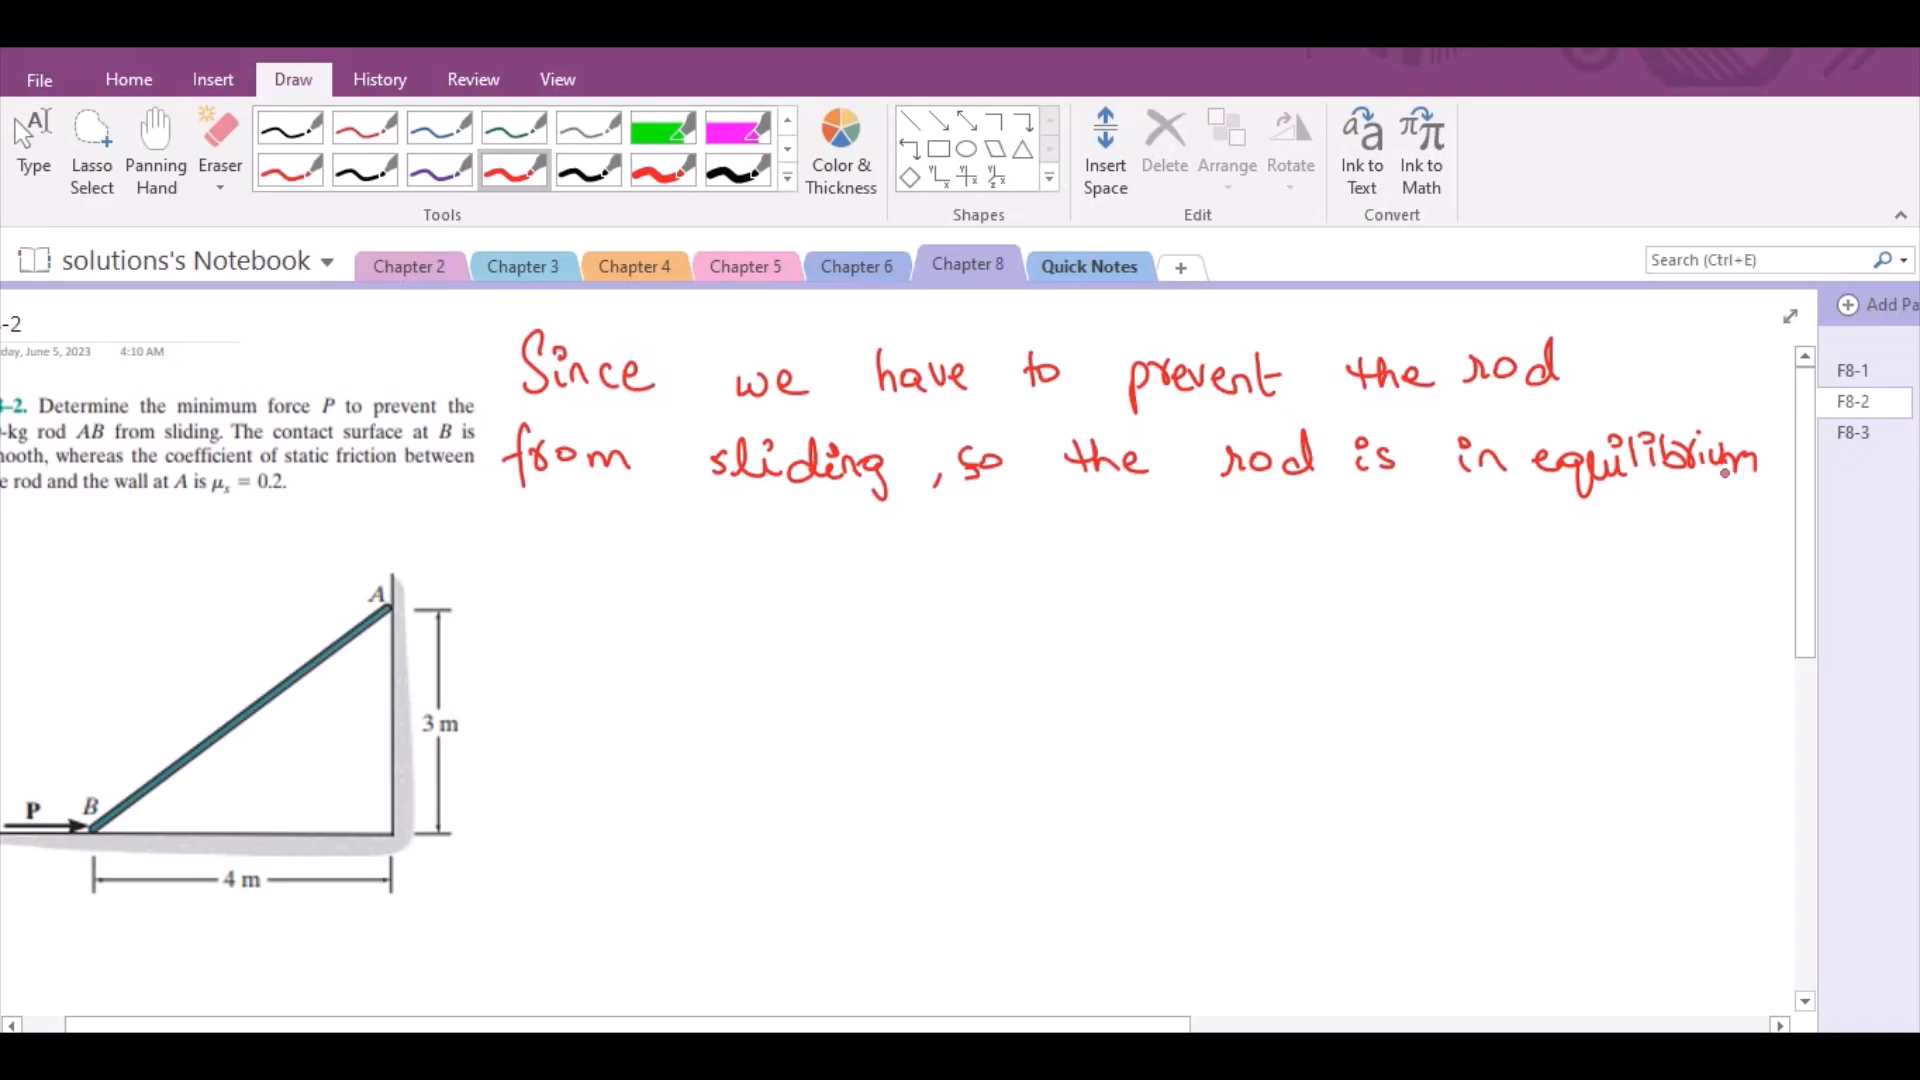 File Home Insert Draw History Review View
Type
Lasso Select
Panning Hand
Eraser
Color & Thickness
Insert Space
Delete
Arrange
Rotate
Ink to Text
Ink to Math
Tools Shapes Edit Convert
solutions's Notebook Chapter 2 Chapter 3 Chapter 4 Chapter 5 Chapter 6 Chapter 8 Quick Notes + Search (Ctrl+E)
Add Pa
-2
day, June 5, 2023 4:10 AM
F8-1
F8-2
F8-3
Since we have to prevent the rod
from sliding, so the rod is in equilibrium
–2. Determine the minimum force P to prevent the
-kg rod AB from sliding. The contact surface at B is
ooth, whereas the coefficient of static friction between
e rod and the wall at A is μs = 0.2.
A
3 m
P B
4 m